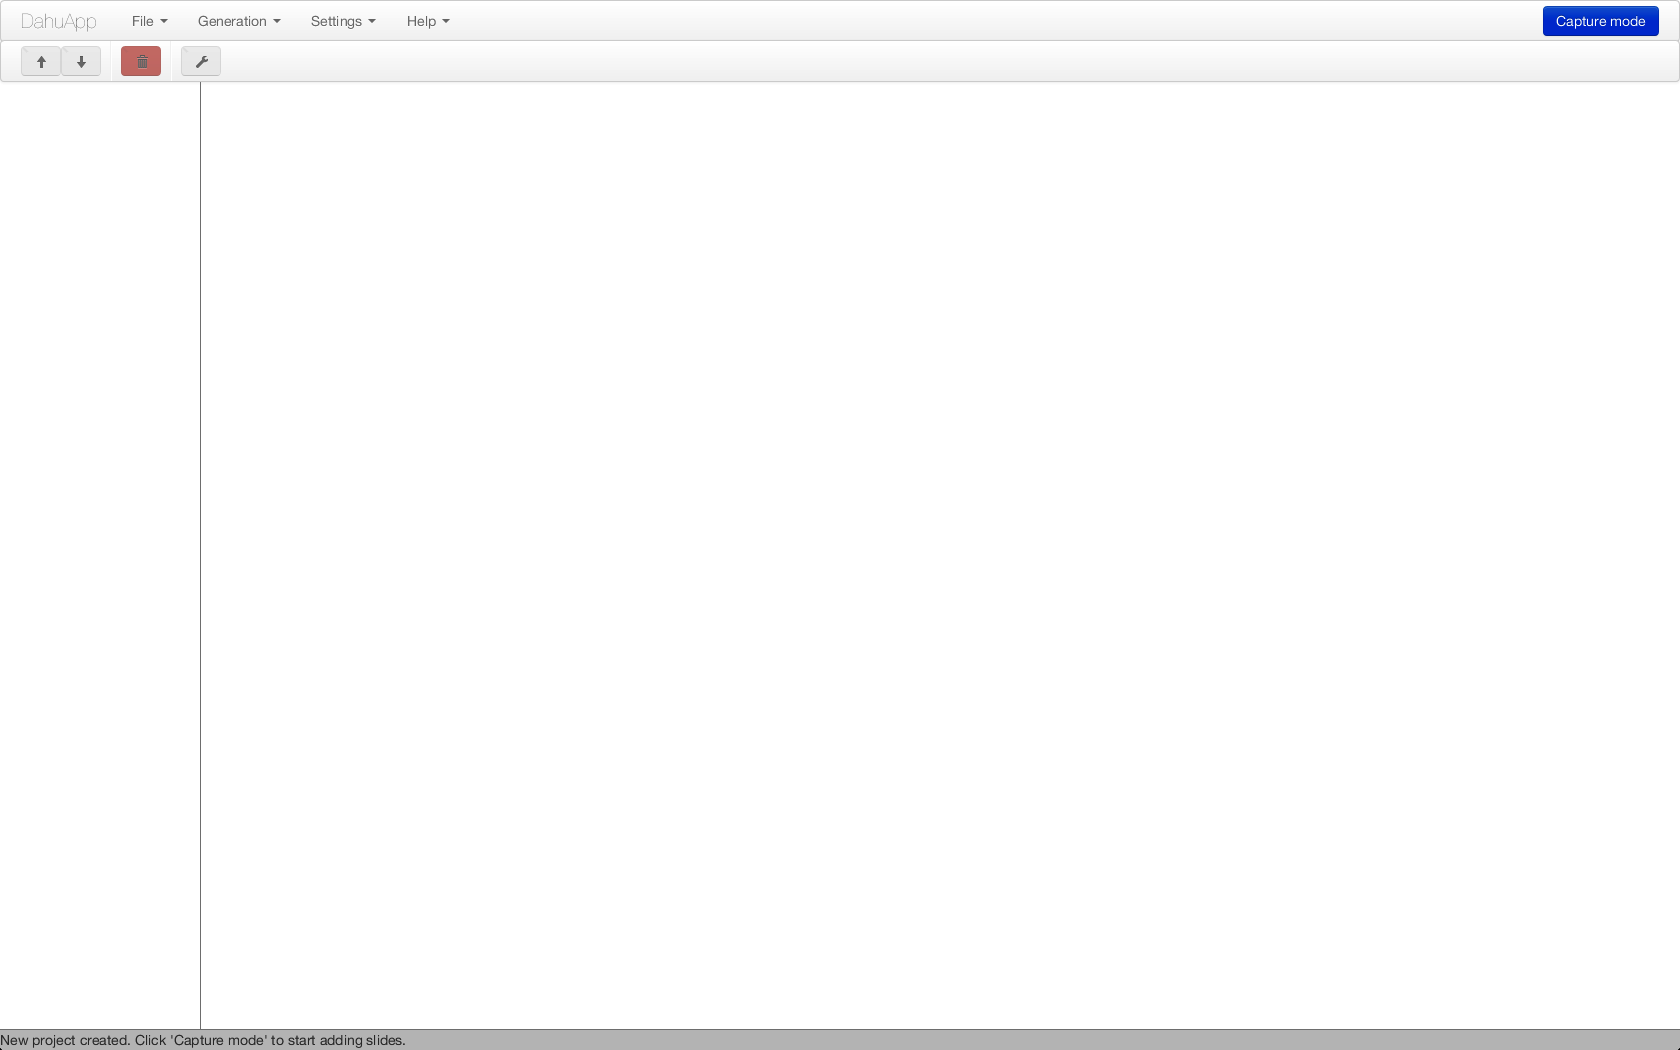 DahuApp File Generation Settings Help Capture mode
New project created. Click 'Capture mode' to start adding slides.